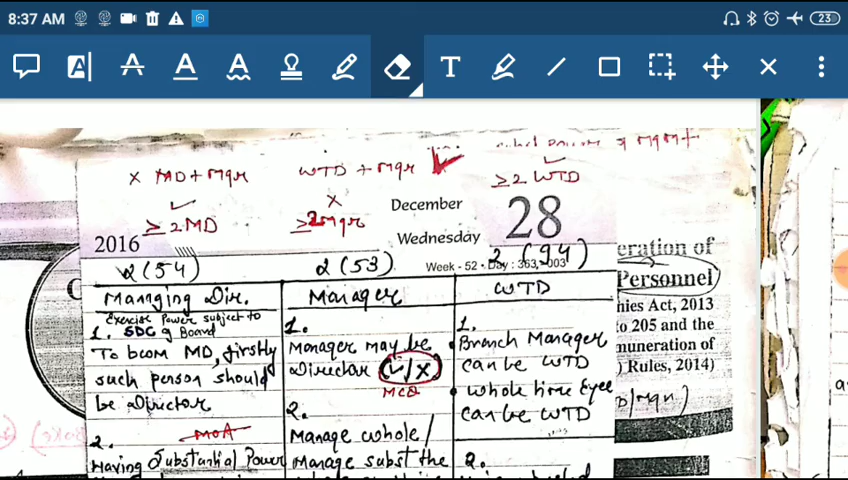 8:37 AM
23
× MD + Mgr
WTD + Mgr
≥ 2 WTD
≥ 2 MD
×
≥ 2 Mgr
December
28
Wednesday
2016
Week - 52 • Day : 363,
2(54)
2(53)
2(94)
eration of
Personnel
nies Act, 2013
to 205 and the
muneration of
) Rules, 2014)
Managing Dir.
Manager
WTD
Exercise Power subject to
1. SDC of Board
To becom MD, firstly
such person should
be Director
2.
MOA
Having Substantial Power
1.
Manager may be
Director (✓/×)
MCQ
2.
Manage whole/
Manage subst the
1.
• Branch Manager
can be WTD
• whole time Eyee
can be WTD
2.
D/Mgr)